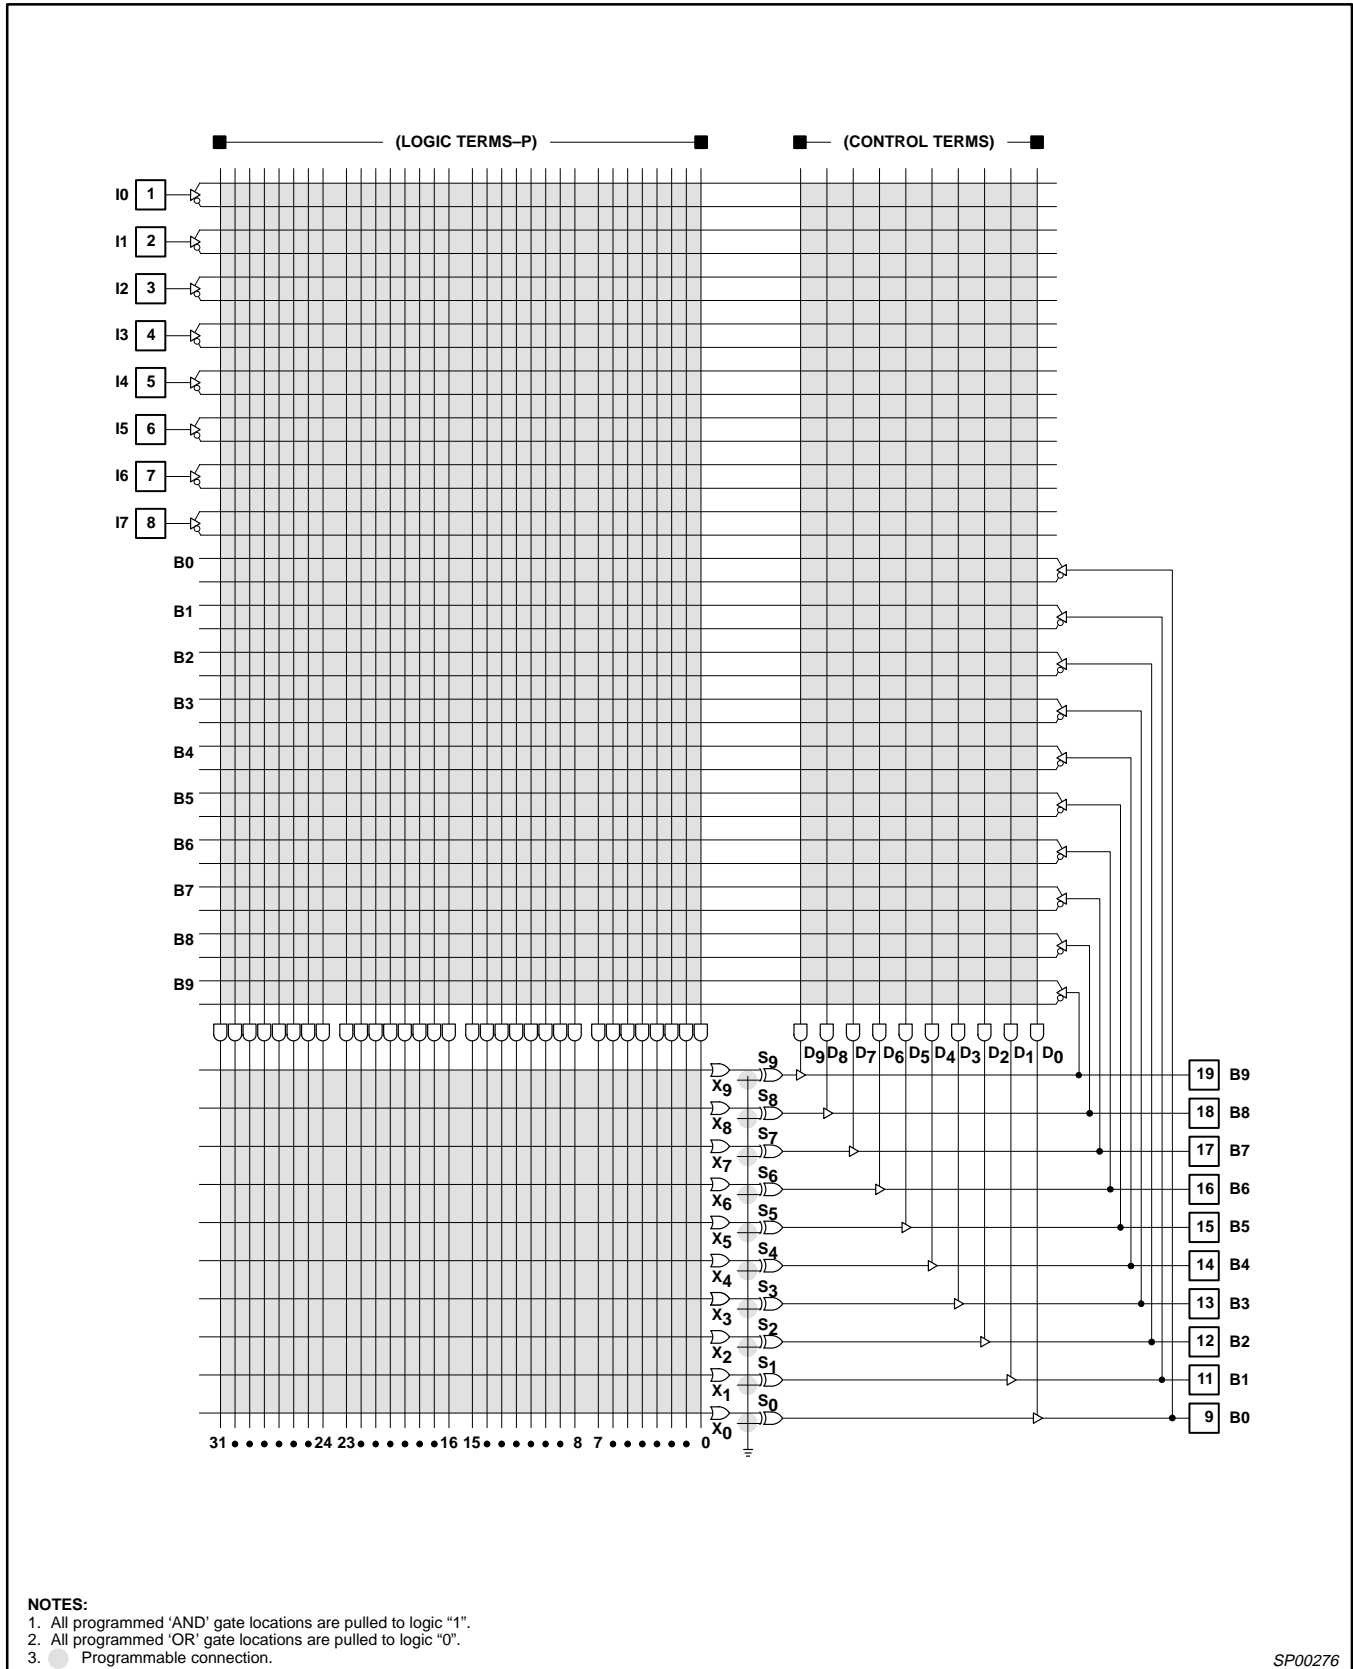 (LOGIC TERMS–P) (CONTROL TERMS)
I0 1
I1 2
I2 3
I3 4
I4 5
I5 6
I6 7
I7 8
B0
B1
B2
B3
B4
B5
B6
B7
B8
B9
D9 D8 D7 D6 D5 D4 D3 D2 D1 D0
S9
X9
19 B9
S8
X8
18 B8
S7
X7
17 B7
S6
X6
16 B6
S5
X5
15 B5
S4
X4
14 B4
S3
X3
13 B3
S2
X2
12 B2
S1
X1
11 B1
S0
X0
9 B0
31 24 23 16 15 8 7 0
NOTES:
1. All programmed ‘AND’ gate locations are pulled to logic “1”.
2. All programmed ‘OR’ gate locations are pulled to logic “0”.
3. Programmable connection.
SP00276